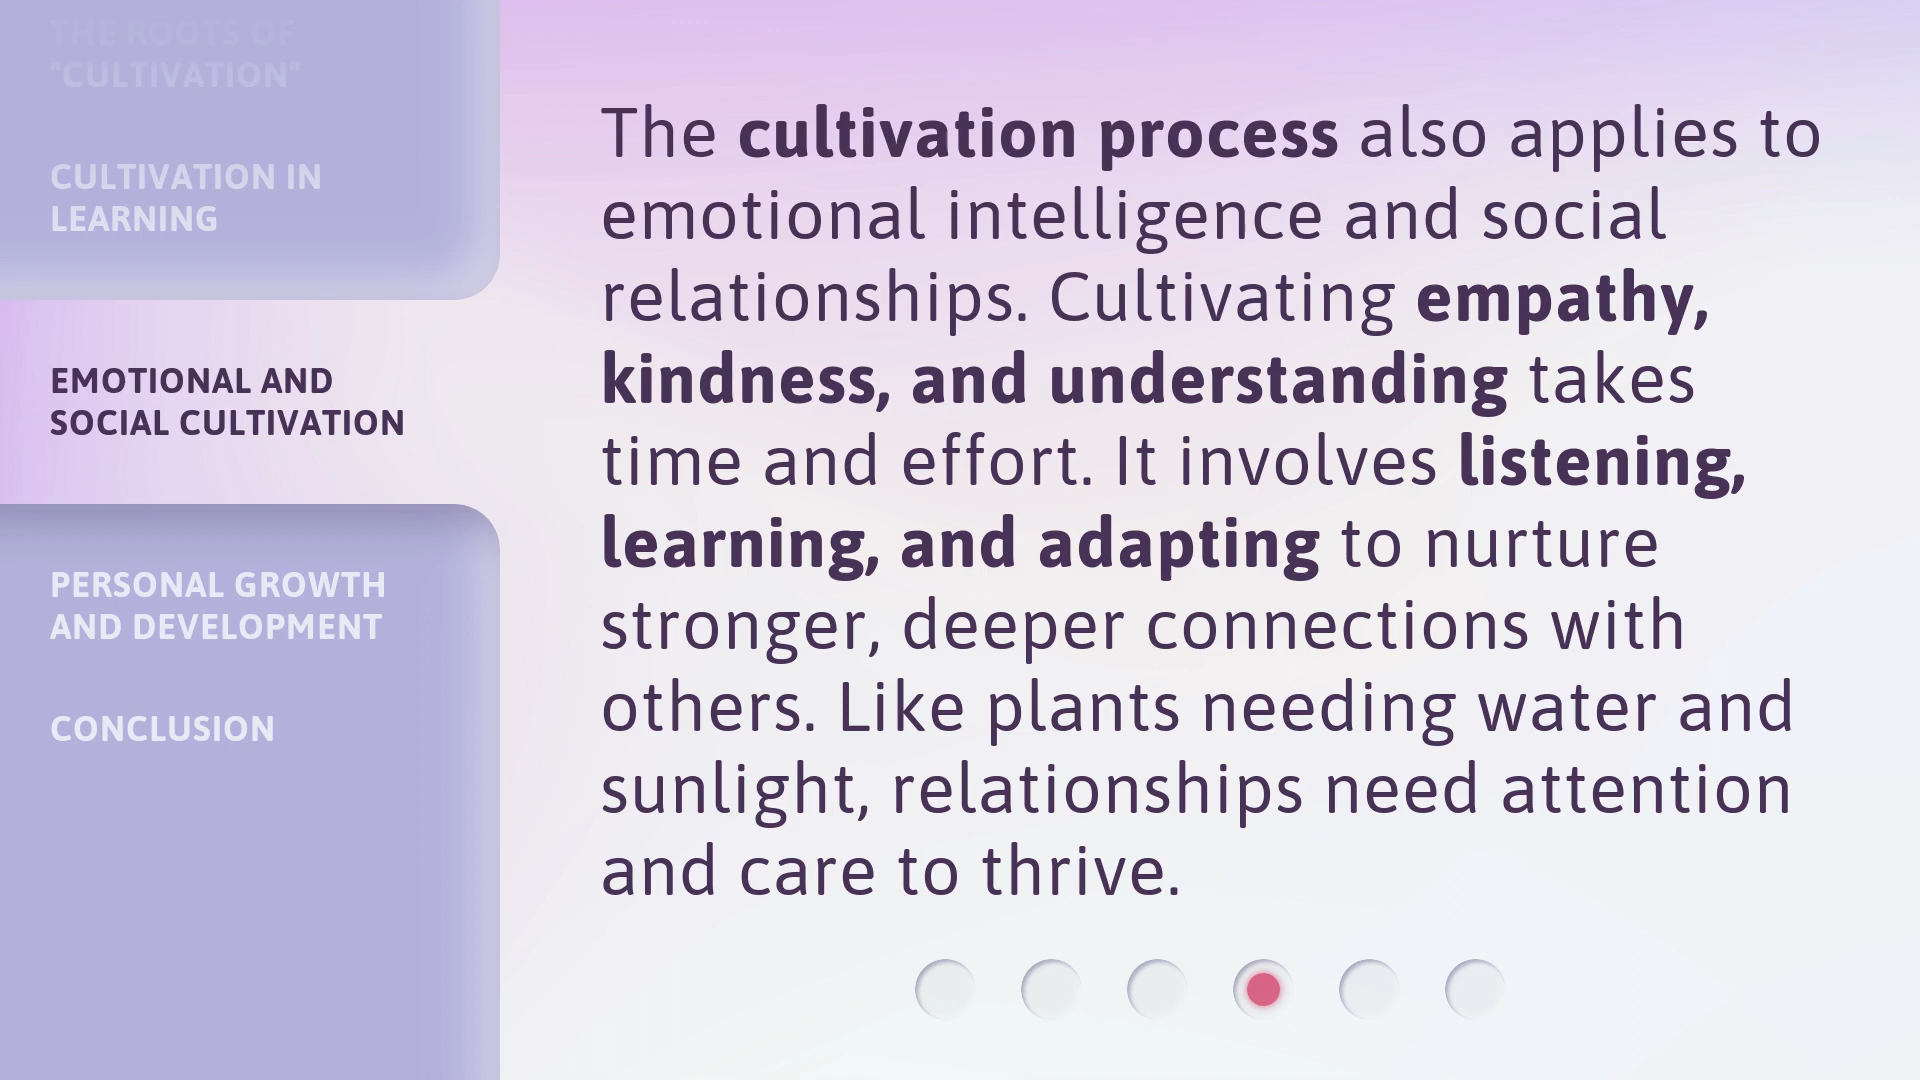 THE ROOTS OF
"CULTIVATION"
CULTIVATION IN
LEARNING
EMOTIONAL AND
SOCIAL CULTIVATION
PERSONAL GROWTH
AND DEVELOPMENT
CONCLUSION
The cultivation process also applies to
emotional intelligence and social
relationships. Cultivating empathy,
kindness, and understanding takes
time and effort. It involves listening,
learning, and adapting to nurture
stronger, deeper connections with
others. Like plants needing water and
sunlight, relationships need attention
and care to thrive.